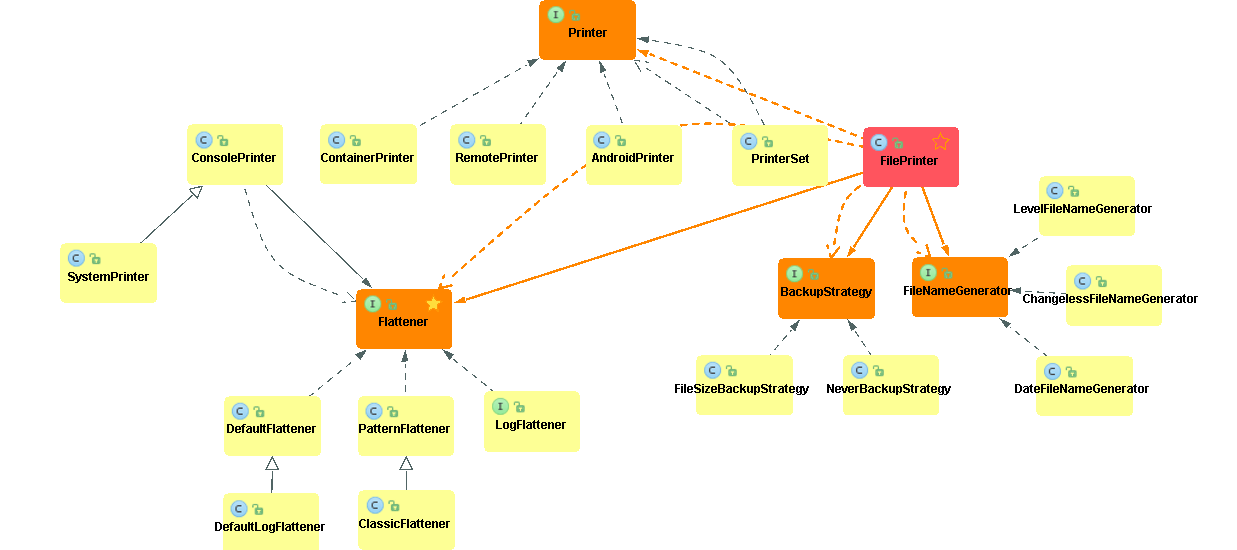 I
Printer
C
ConsolePrinter
C
ContainerPrinter
C
RemotePrinter
C
AndroidPrinter
C
PrinterSet
C
FilePrinter
C
LevelFileNameGenerator
C
SystemPrinter
I
Flattener
I
BackupStrategy
I
FileNameGenerator
C
ChangelessFileNameGenerator
C
FileSizeBackupStrategy
C
NeverBackupStrategy
C
DateFileNameGenerator
C
DefaultFlattener
C
PatternFlattener
I
LogFlattener
C
DefaultLogFlattener
C
ClassicFlattener